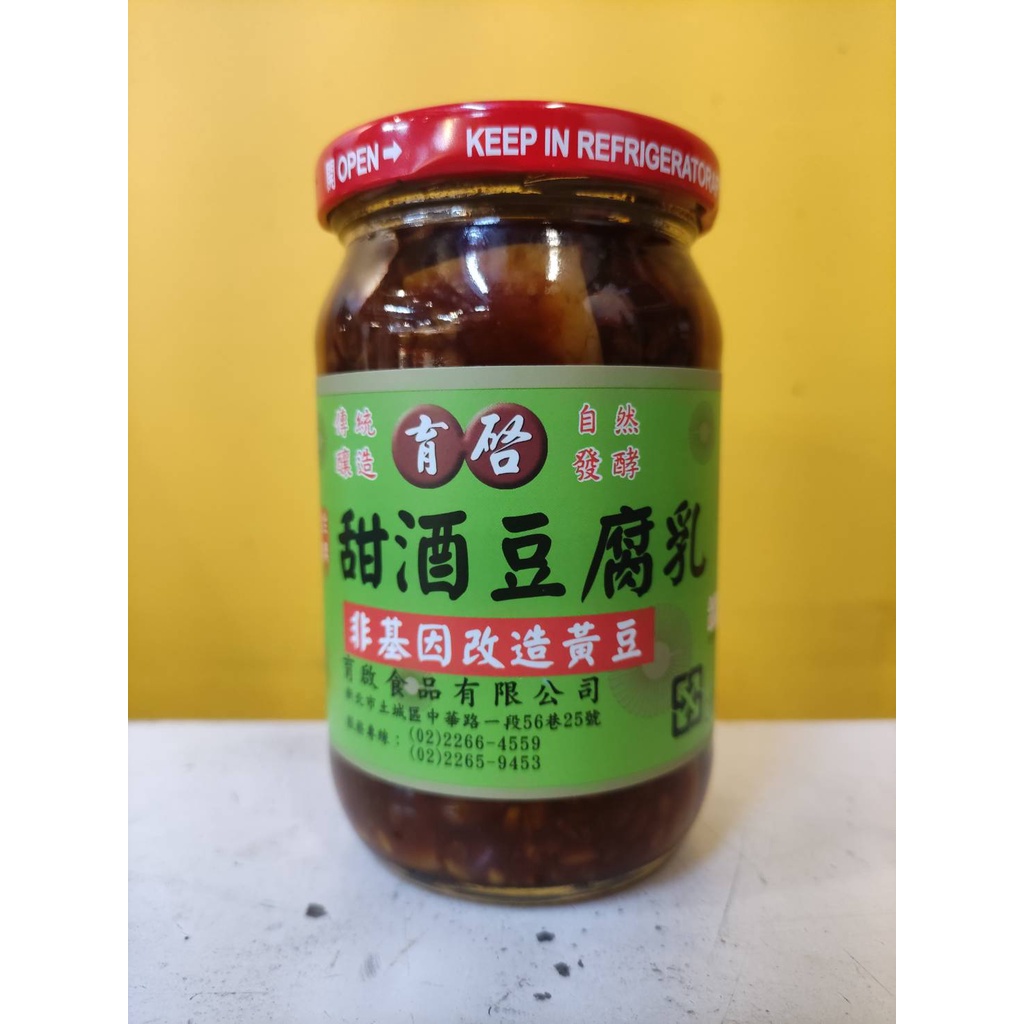 開 OPEN → KEEP IN REFRIGERATOR
傳統 釀造
育啓
自然 發酵
甜酒豆腐乳
非基因改造黃豆
育啟食品有限公司
新北市土城區中華路一段56巷25號
服務專線：(02)2266-4559
(02)2265-9453